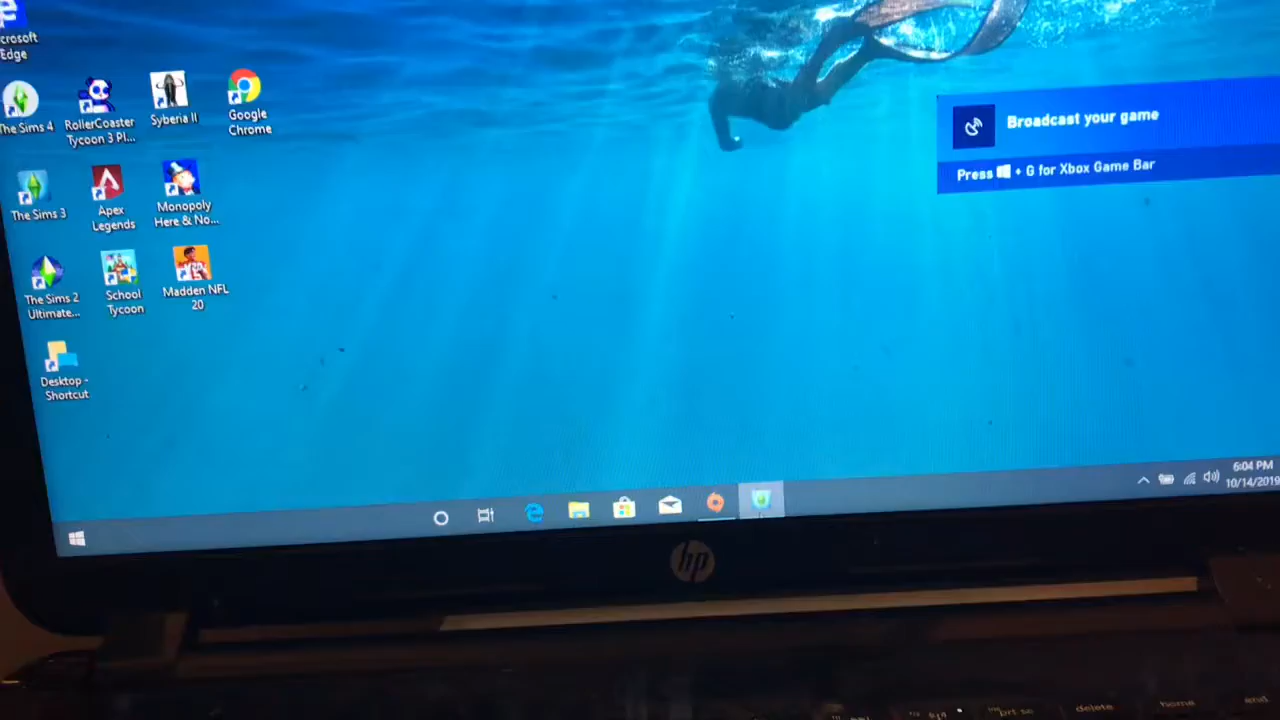 crosoft
Edge
The Sims 4
RollerCoaster
Tycoon 3 Pl...
Syberia II
Google
Chrome
The Sims 3
Apex
Legends
Monopoly
Here & No...
The Sims 2
Ultimate...
School
Tycoon
Madden NFL
20
Desktop -
Shortcut
Broadcast your game
Press + G for Xbox Game Bar
6:04 PM
10/14/2019
hp
prt sc
delete
home
end